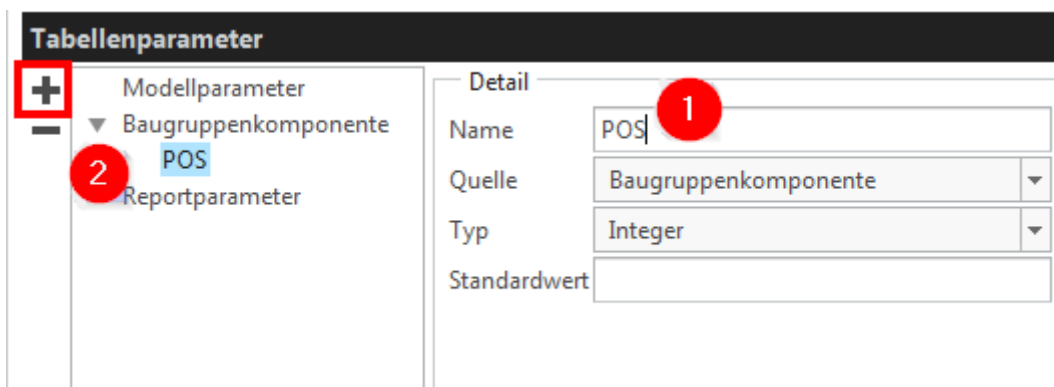 Tabellenparameter
Modellparameter
Baugruppenkomponente
POS
2
Reportparameter
Detail
1
Name POS
Quelle Baugruppenkomponente
Typ Integer
Standardwert